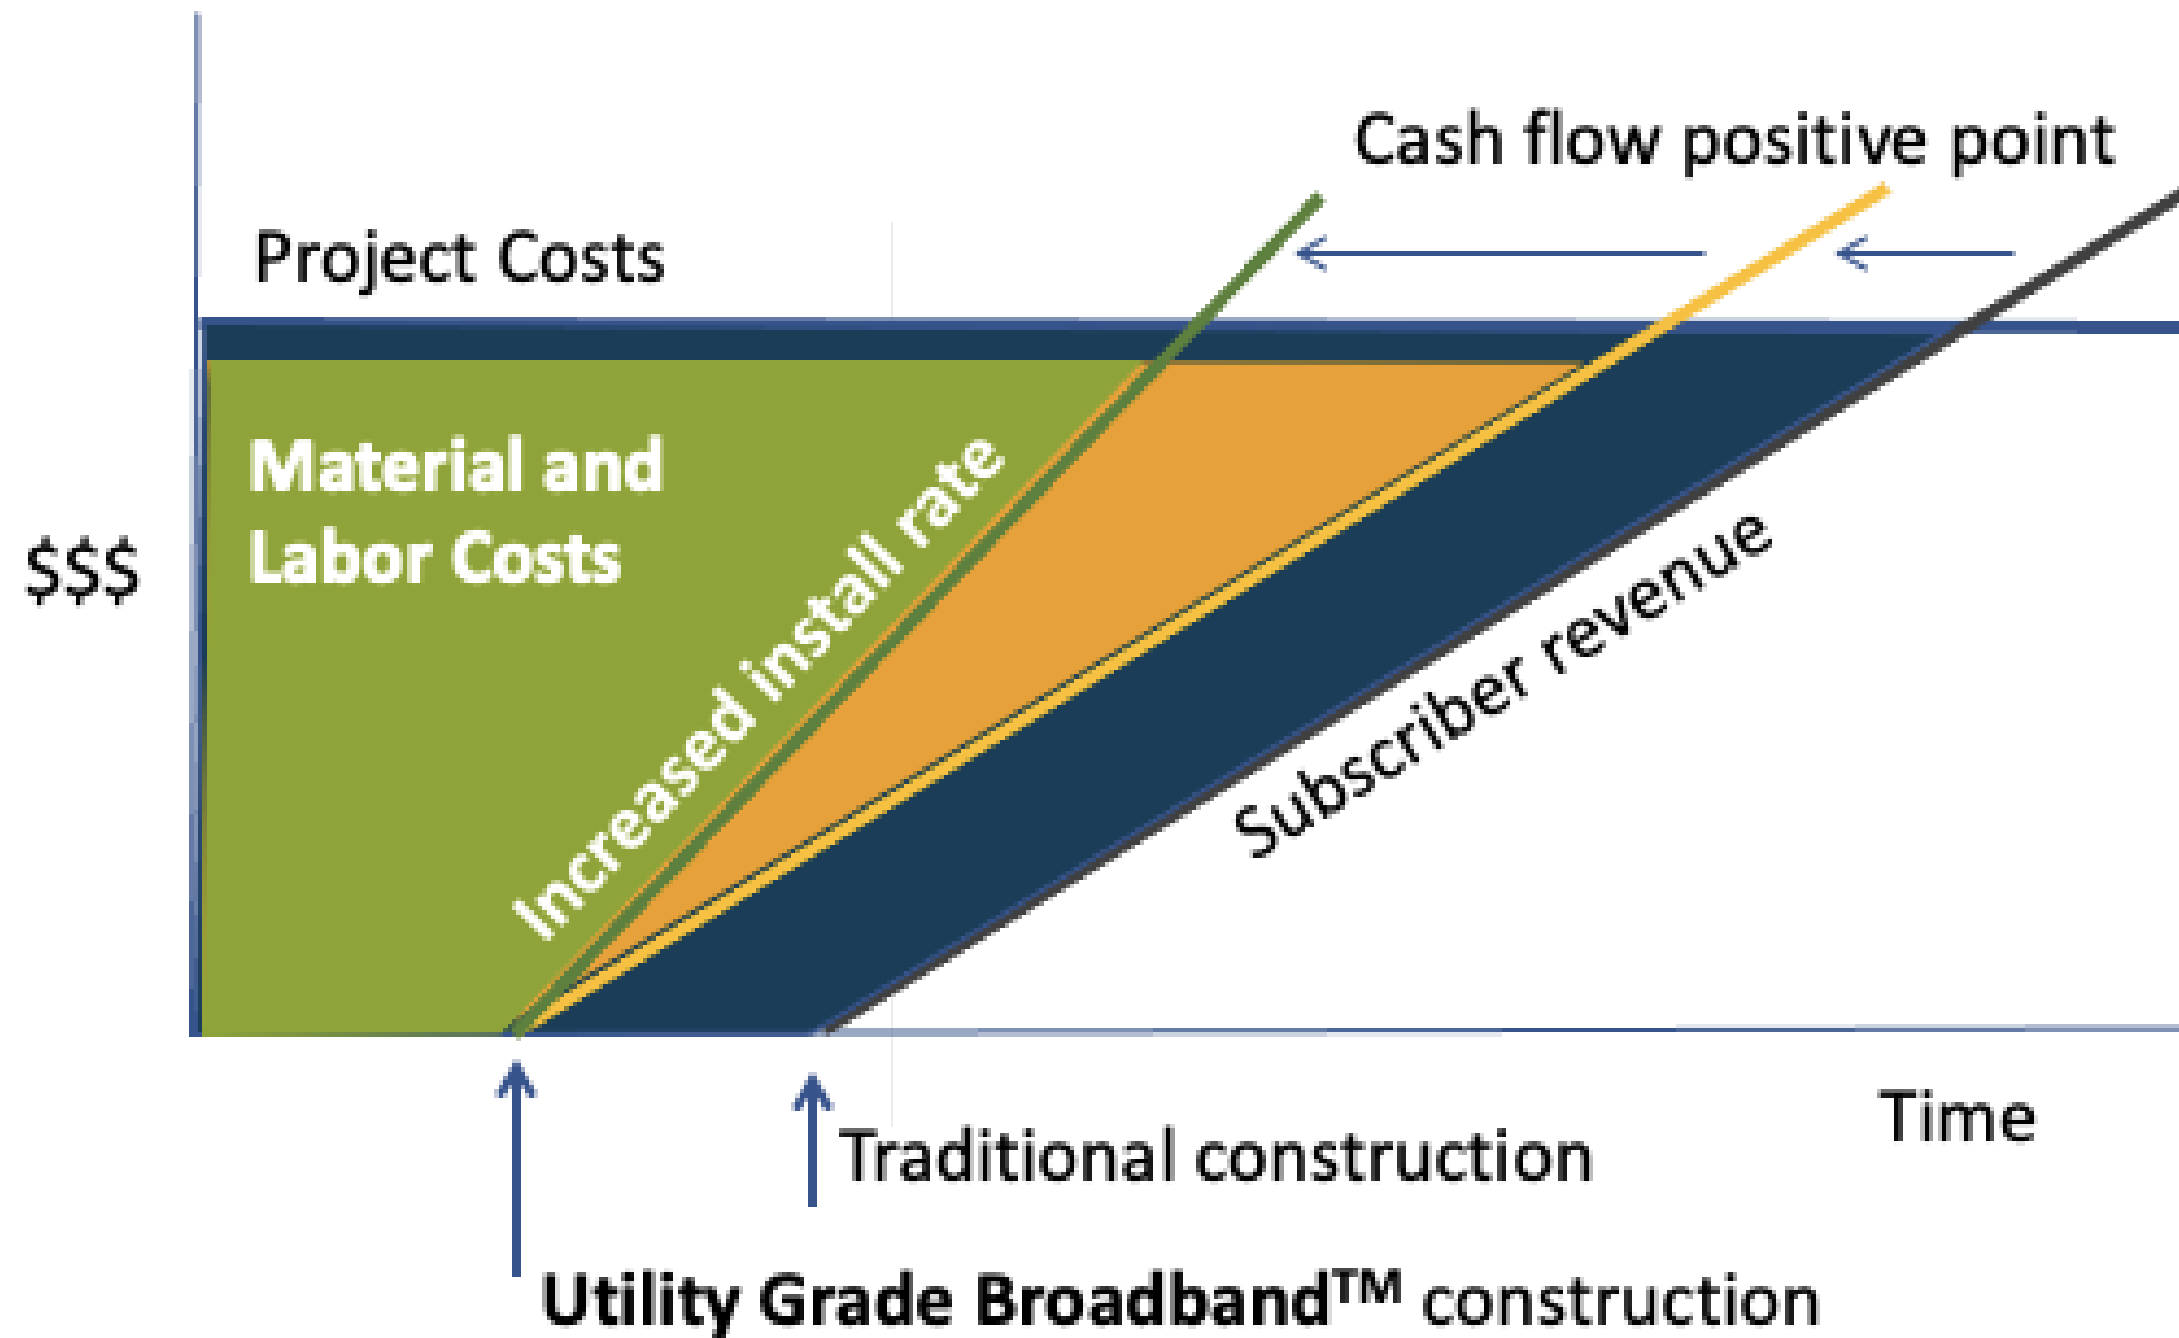 Cash flow positive point
Project Costs
Material and
Labor Costs
$$$
Increased install rate
Subscriber revenue
Time
Traditional construction
Utility Grade Broadband™ construction